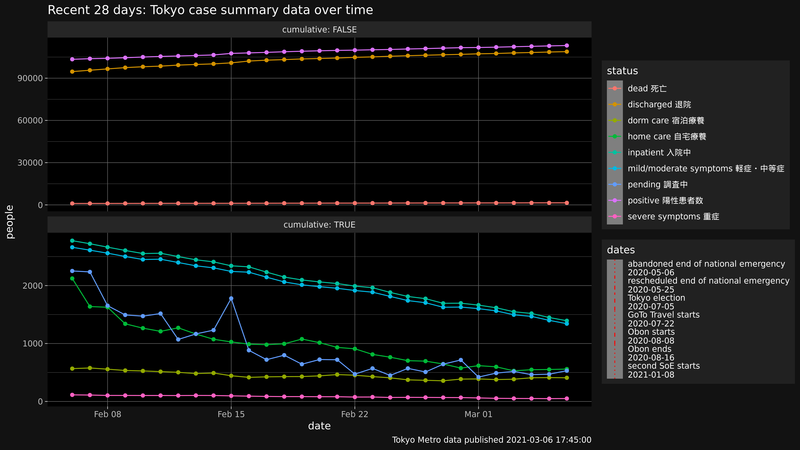 Recent 28 days: Tokyo case summary data over time
cumulative: FALSE
90000
60000
30000
0
cumulative: TRUE
2000
1000
0
people
Feb 08
Feb 15
Feb 22
Mar 01
date
Tokyo Metro data published 2021-03-06 17:45:00
status
dead 死亡
discharged 退院
dorm care 宿泊療養
home care 自宅療養
inpatient 入院中
mild/moderate symptoms 軽症・中等症
pending 調査中
positive 陽性患者数
severe symptoms 重症
dates
abandoned end of national emergency
2020-05-06
rescheduled end of national emergency
2020-05-25
Tokyo election
2020-07-05
GoTo Travel starts
2020-07-22
Obon starts
2020-08-08
Obon ends
2020-08-16
second SoE starts
2021-01-08